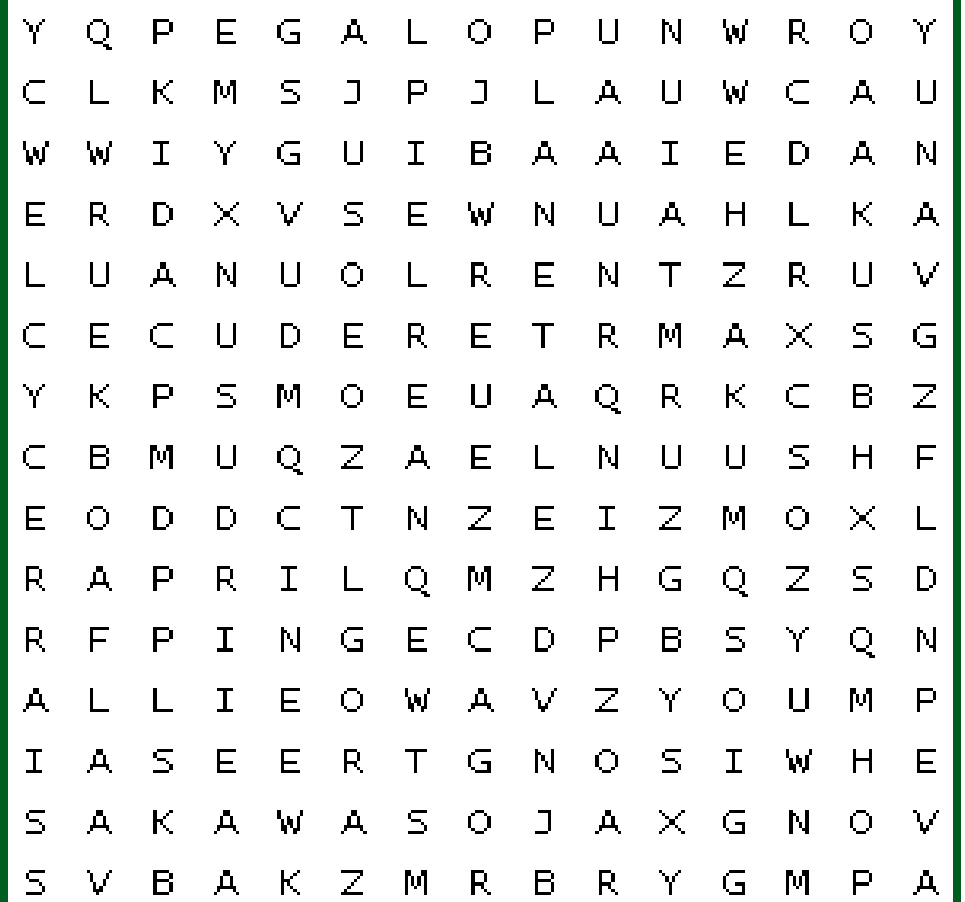 Y Q P E G A L O P U N W R O Y
C L K M S J P J L A U W C A U
W W I Y G U I B A A I E D A N
E R D X V S E W N U A H L K A
L U A N U O L R E N T Z R U V
C E C U D E R E T R M A X S G
Y K P S M O E U A Q R K C B Z
C B M U Q Z A E L N U U S H F
E O D D C T N Z E I Z M O X L
R A P R I L Q M Z H G Q Z S D
R F P I N G E C D P B S Y Q N
A L L I E O W A V Z Y O U M P
I A S E E R T G N O S I W H E
S A K A W A S O J A X G N O V
S V B A K Z M R B R Y G M P A